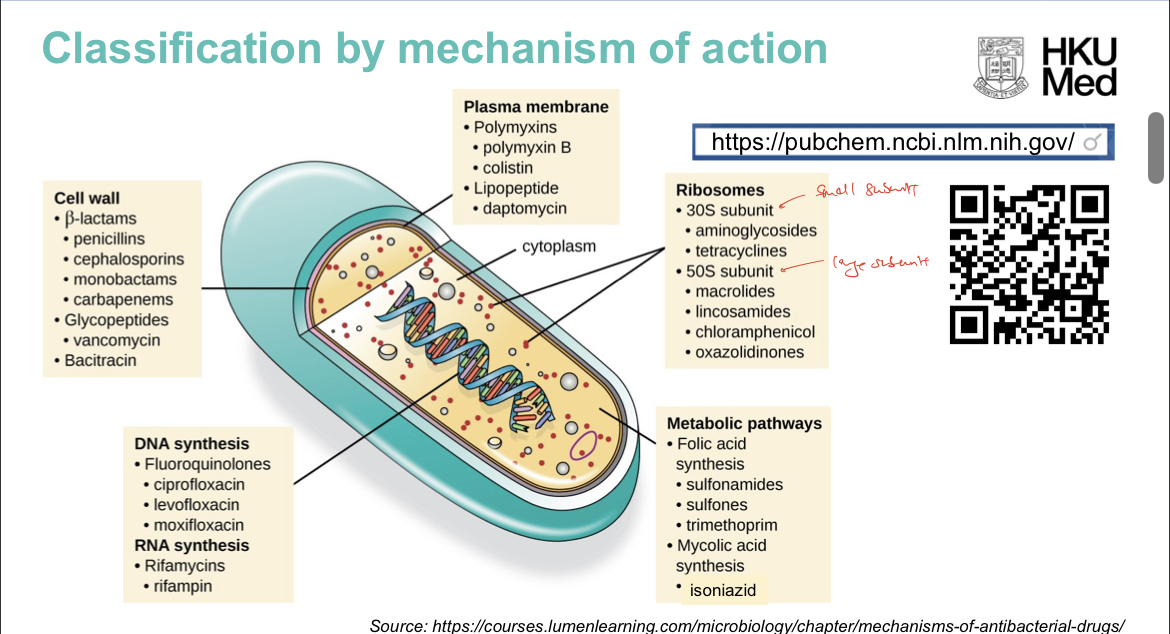 Classification by mechanism of action
HKU
Med
https://pubchem.ncbi.nlm.nih.gov/
Plasma membrane
• Polymyxins
• polymyxin B
• colistin
• Lipopeptide
• daptomycin
Cell wall
• β-lactams
• penicillins
• cephalosporins
• monobactams
• carbapenems
• Glycopeptides
• vancomycin
• Bacitracin
cytoplasm
Ribosomes
• 30S subunit
small subunit
• aminoglycosides
• tetracyclines
• 50S subunit
large subunit
• macrolides
• lincosamides
• chloramphenicol
• oxazolidinones
DNA synthesis
• Fluoroquinolones
• ciprofloxacin
• levofloxacin
• moxifloxacin
RNA synthesis
• Rifamycins
• rifampin
Metabolic pathways
• Folic acid
synthesis
• sulfonamides
• sulfones
• trimethoprim
• Mycolic acid
synthesis
• isoniazid
Source: https://courses.lumenlearning.com/microbiology/chapter/mechanisms-of-antibacterial-drugs/